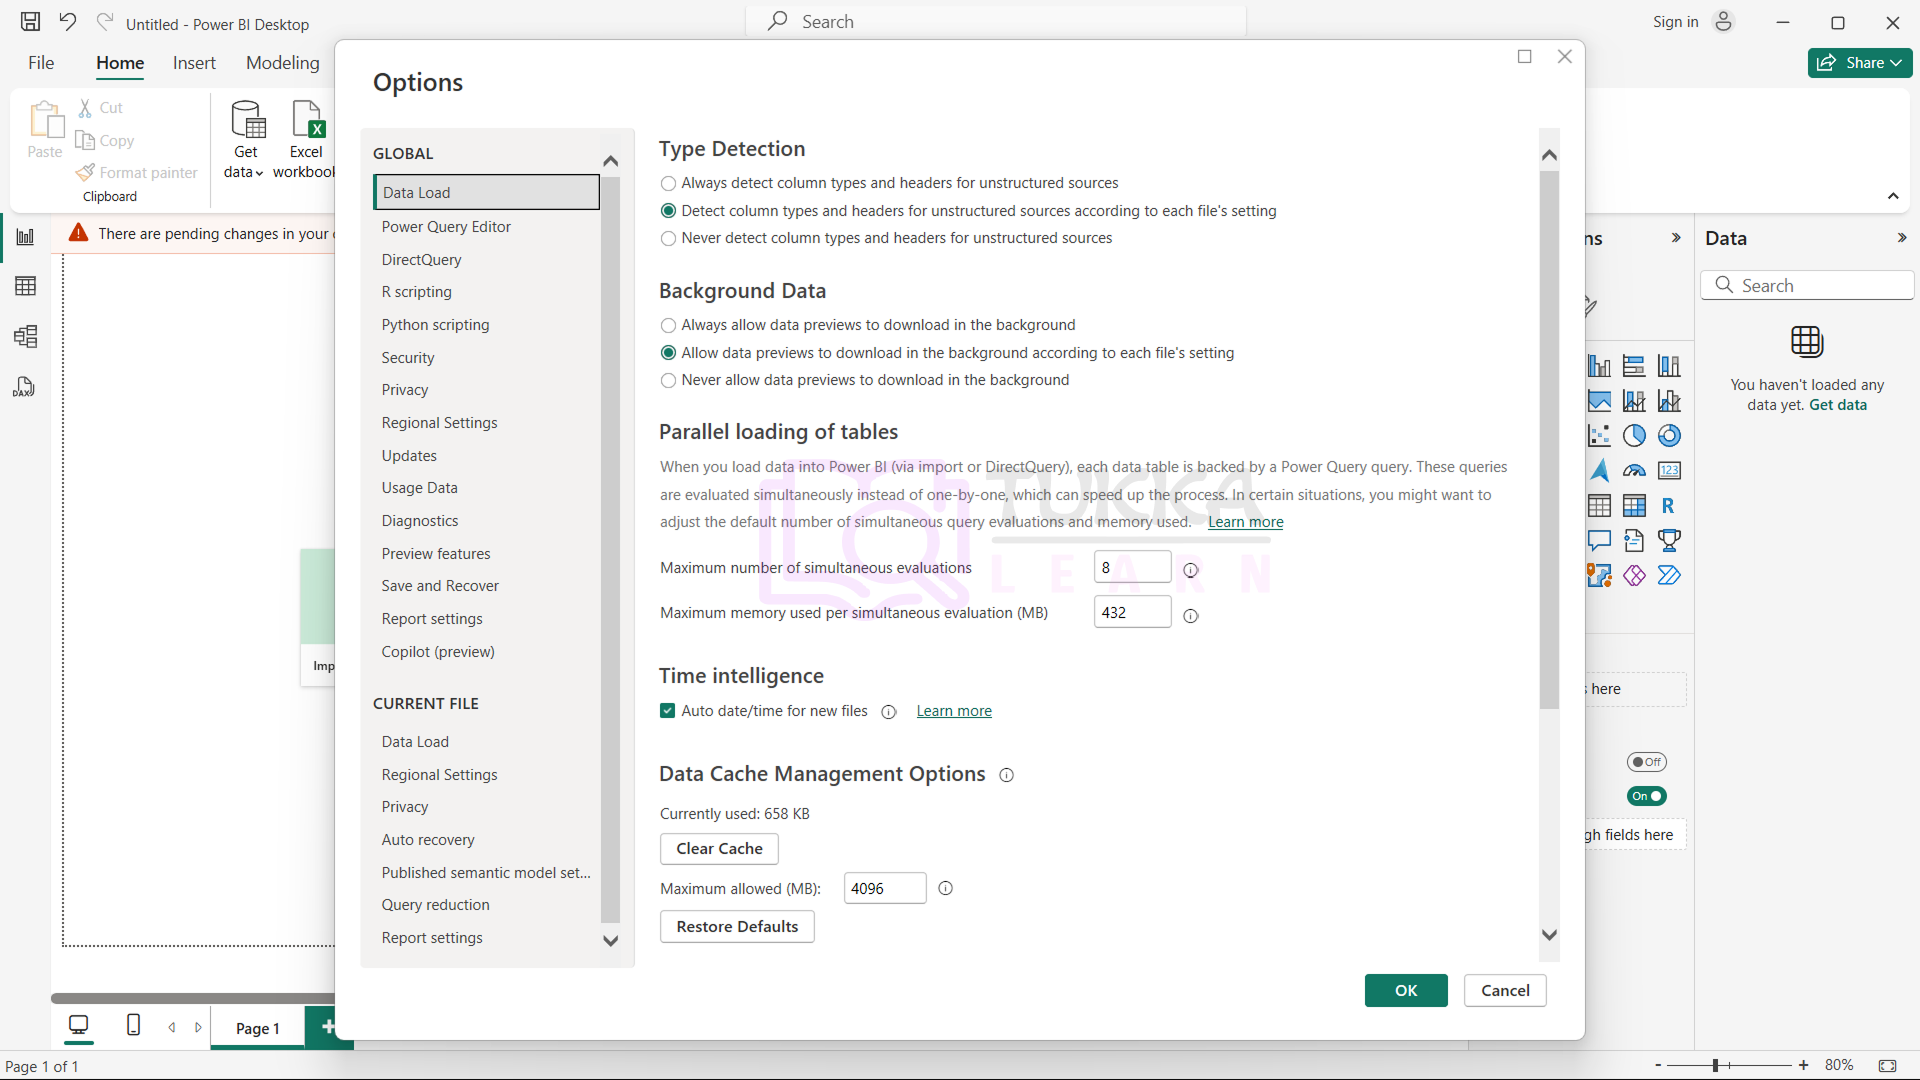 Untitled - Power BI Desktop
Search
Sign in
File
Home
Insert
Modeling
Share
Paste
Cut
Copy
Format painter
Clipboard
Get data
Excel workbook
There are pending changes in your
Imp
Options
GLOBAL
Data Load
Power Query Editor
DirectQuery
R scripting
Python scripting
Security
Privacy
Regional Settings
Updates
Usage Data
Diagnostics
Preview features
Save and Recover
Report settings
Copilot (preview)
CURRENT FILE
Data Load
Regional Settings
Privacy
Auto recovery
Published semantic model set...
Query reduction
Report settings
Type Detection
Always detect column types and headers for unstructured sources
Detect column types and headers for unstructured sources according to each file's setting
Never detect column types and headers for unstructured sources
Background Data
Always allow data previews to download in the background
Allow data previews to download in the background according to each file's setting
Never allow data previews to download in the background
Parallel loading of tables
When you load data into Power BI (via import or DirectQuery), each data table is backed by a Power Query query. These queries
are evaluated simultaneously instead of one-by-one, which can speed up the process. In certain situations, you might want to
adjust the default number of simultaneous query evaluations and memory used. Learn more
TUKKA
LEARN
Maximum number of simultaneous evaluations 8
Maximum memory used per simultaneous evaluation (MB) 432
Time intelligence
Auto date/time for new files Learn more
Data Cache Management Options
Currently used: 658 KB
Clear Cache
Maximum allowed (MB): 4096
Restore Defaults
OK
Cancel
ns
Data
Search
You haven't loaded any
data yet. Get data
123
R
DAX
s here
Off
On
gh fields here
Page 1
Page 1 of 1
- + 80%